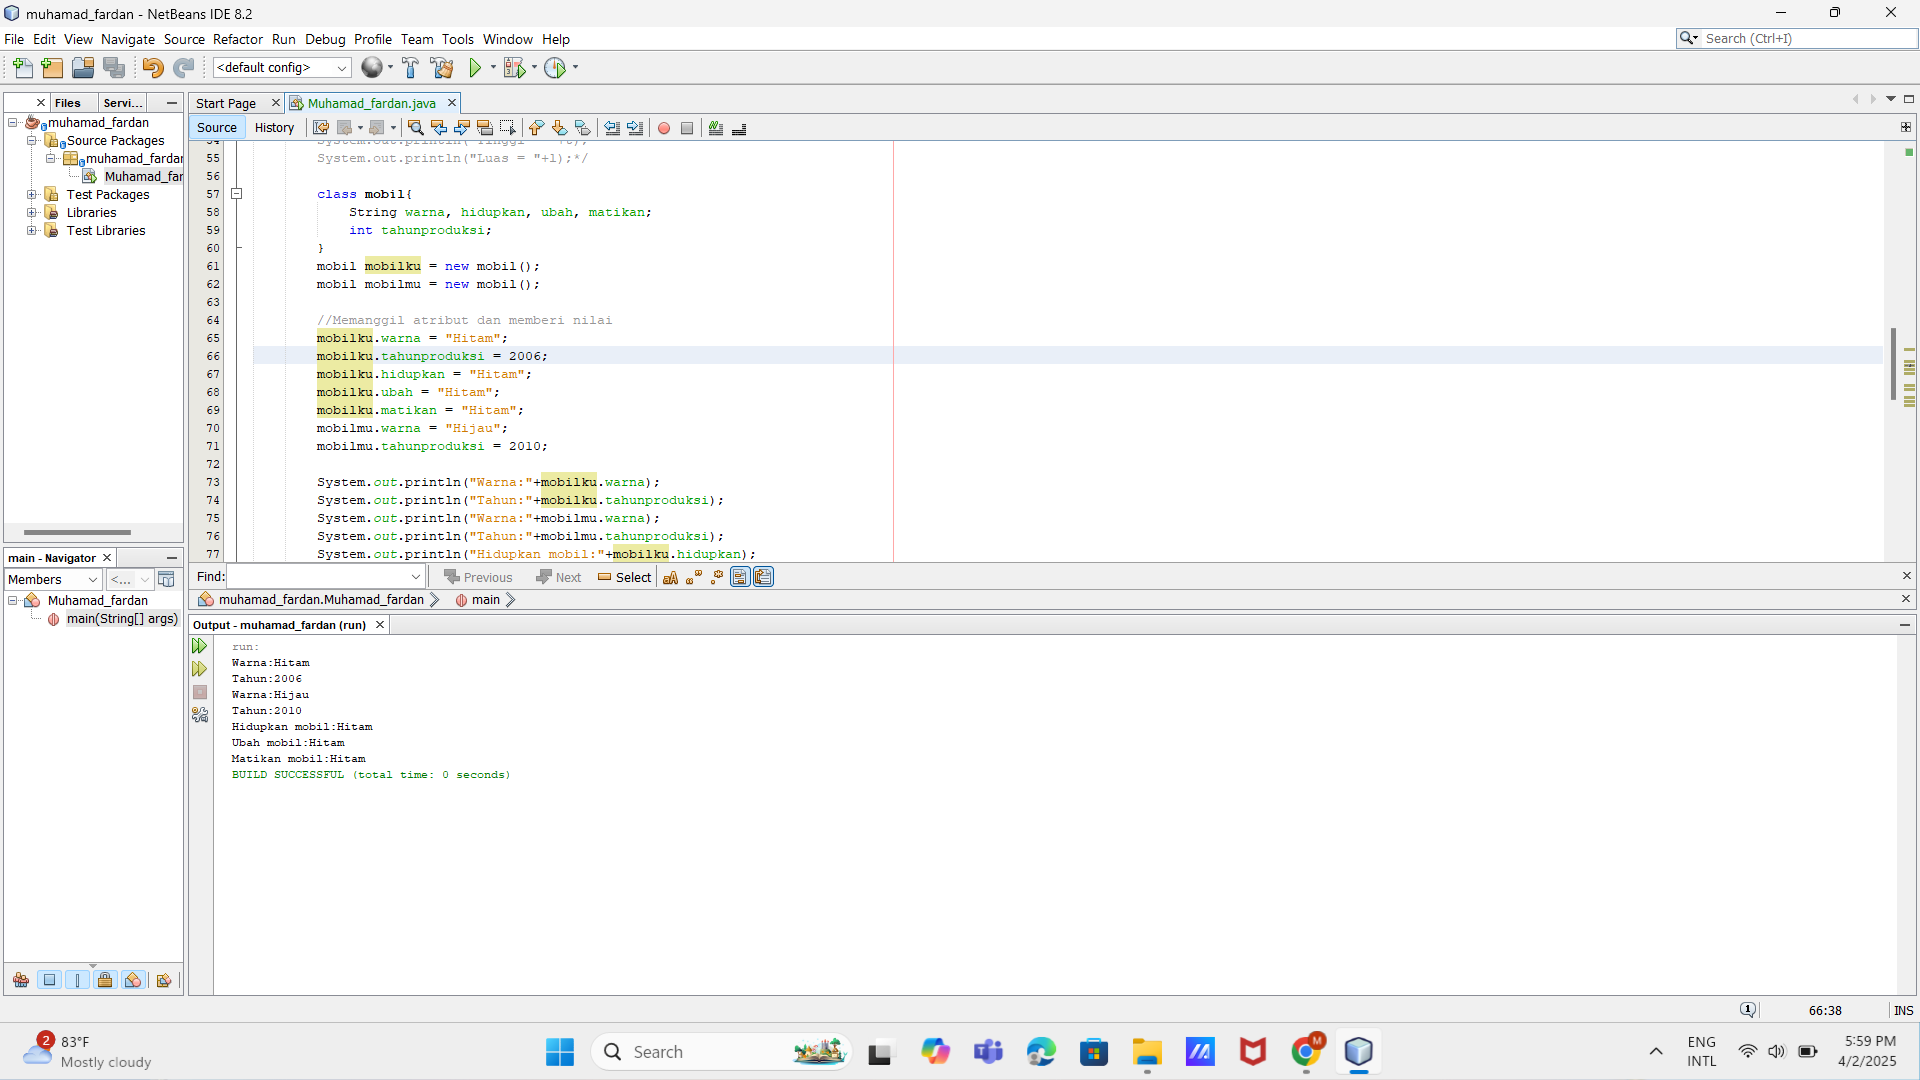 muhamad_fardan - NetBeans IDE 8.2
File Edit View Navigate Source Refactor Run Debug Profile Team Tools Window Help
Search (Ctrl+I)
<default config>
Files Servi...
Start Page Muhamad_fardan.java
Source History
muhamad_fardan
Source Packages
muhamad_fardan
Muhamad_far
Test Packages
Libraries
Test Libraries
54 System.out.println("Tinggi = "+t);
55 System.out.println("Luas = "+l);*/
56
57 class mobil{
58 String warna, hidupkan, ubah, matikan;
59 int tahunproduksi;
60 }
61 mobil mobilku = new mobil();
62 mobil mobilmu = new mobil();
63
64 //Memanggil atribut dan memberi nilai
65 mobilku.warna = "Hitam";
66 mobilku.tahunproduksi = 2006;
67 mobilku.hidupkan = "Hitam";
68 mobilku.ubah = "Hitam";
69 mobilku.matikan = "Hitam";
70 mobilmu.warna = "Hijau";
71 mobilmu.tahunproduksi = 2010;
72
73 System.out.println("Warna:"+mobilku.warna);
74 System.out.println("Tahun:"+mobilku.tahunproduksi);
75 System.out.println("Warna:"+mobilmu.warna);
76 System.out.println("Tahun:"+mobilmu.tahunproduksi);
77 System.out.println("Hidupkan mobil:"+mobilku.hidupkan);
Find: Previous Next Select
muhamad_fardan.Muhamad_fardan main
main - Navigator
Members <...
Muhamad_fardan
main(String[] args)
Output - muhamad_fardan (run)
run:
Warna:Hitam
Tahun:2006
Warna:Hijau
Tahun:2010
Hidupkan mobil:Hitam
Ubah mobil:Hitam
Matikan mobil:Hitam
BUILD SUCCESSFUL (total time: 0 seconds)
1
66:38
INS
2
83°F
Mostly cloudy
Search
M
ENG
INTL
5:59 PM
4/2/2025